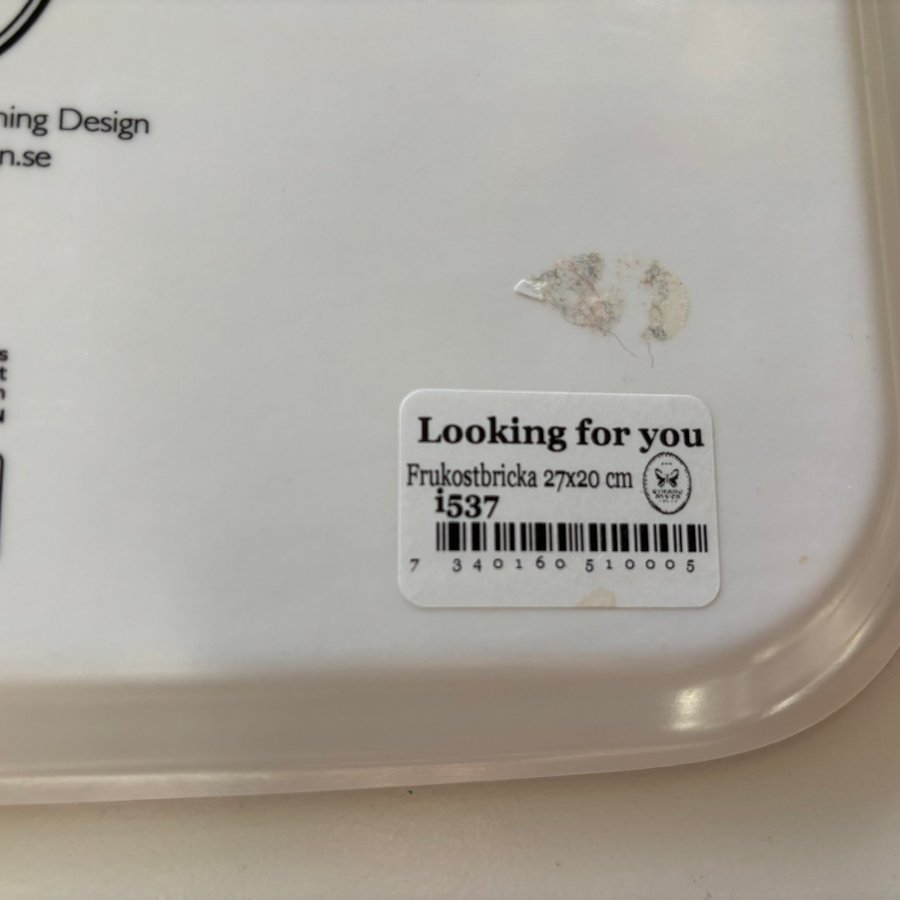 ning Design
n.se
s
t
n
N
Looking for you
Frukostbricka 27x20 cm
i537
7 340160 510005